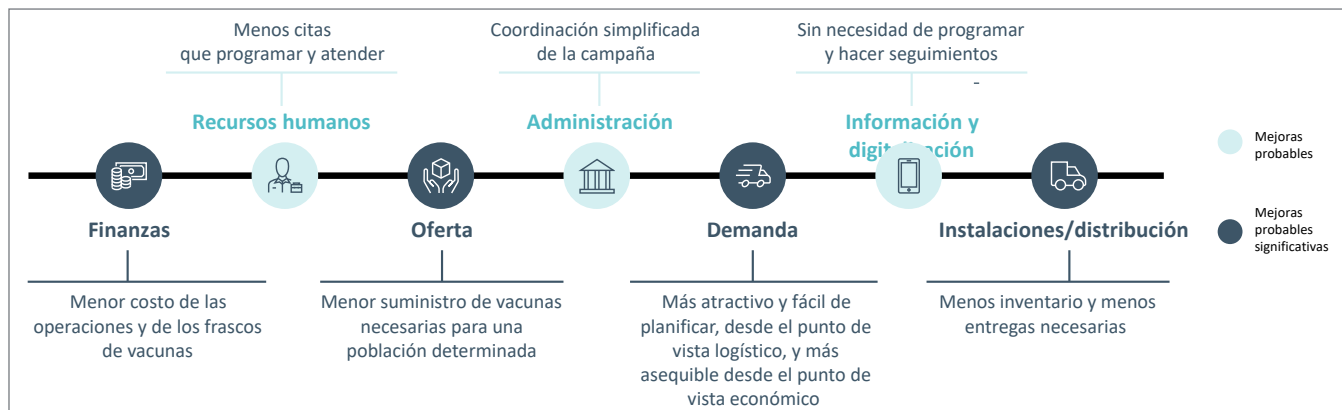 Menos citas
que programar y atender
Coordinación simplificada
de la campaña
Sin necesidad de programar
y hacer seguimientos
-
Recursos humanos
Administración
Información y
digitalización
Mejoras
probables
Finanzas
Oferta
Demanda
Instalaciones/distribución
Mejoras
probables
significativas
Menor costo de las
operaciones y de los frascos
de vacunas
Menor suministro de vacunas
necesarias para una
población determinada
Más atractivo y fácil de
planificar, desde el punto de
vista logístico, y más
asequible desde el punto de
vista económico
Menos inventario y menos
entregas necesarias